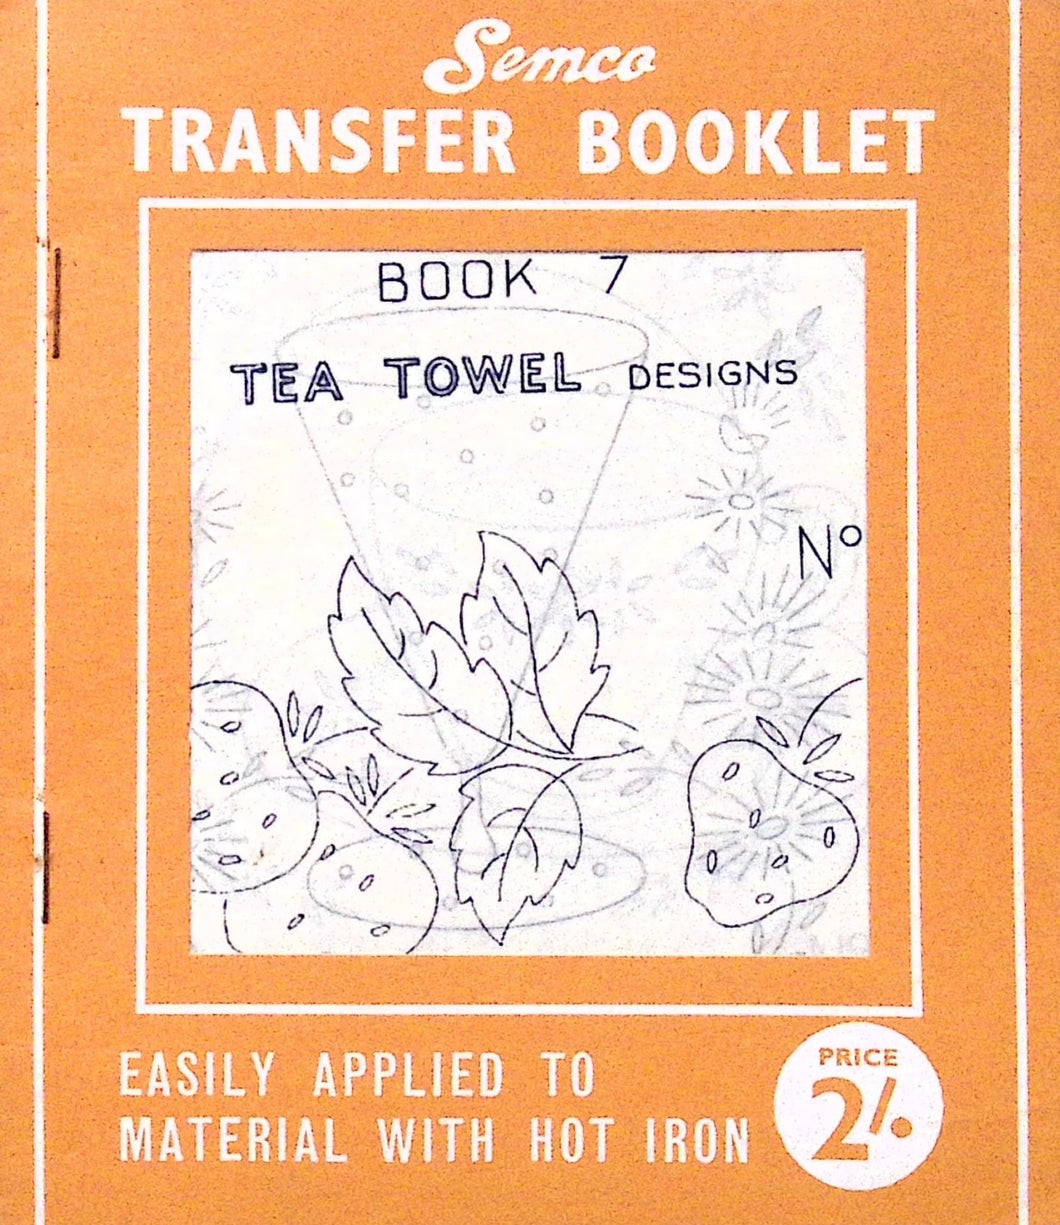 Semco
TRANSFER BOOKLET
BOOK 7
TEA TOWEL DESIGNS
Nº
EASILY APPLIED TO
MATERIAL WITH HOT IRON
PRICE
2/.